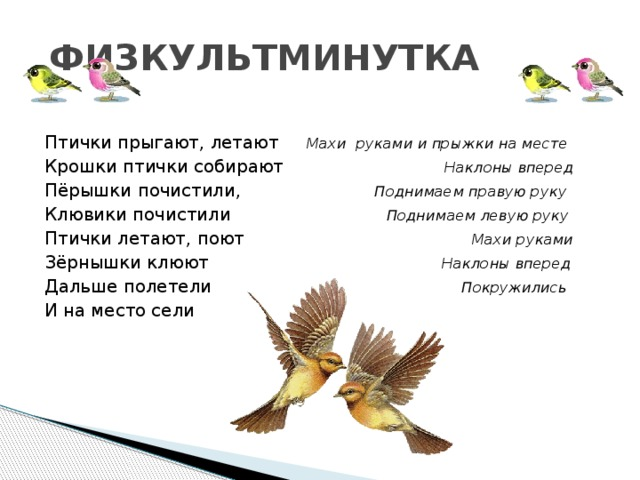 ФИЗКУЛЬТМИНУТКА
Птички прыгают, летают Махи руками и прыжки на месте
Крошки птички собирают Наклоны вперед
Пёрышки почистили, Поднимаем правую руку
Клювики почистили Поднимаем левую руку
Птички летают, поют Махи руками
Зёрнышки клюют Наклоны вперед
Дальше полетели Покружились
И на место сели